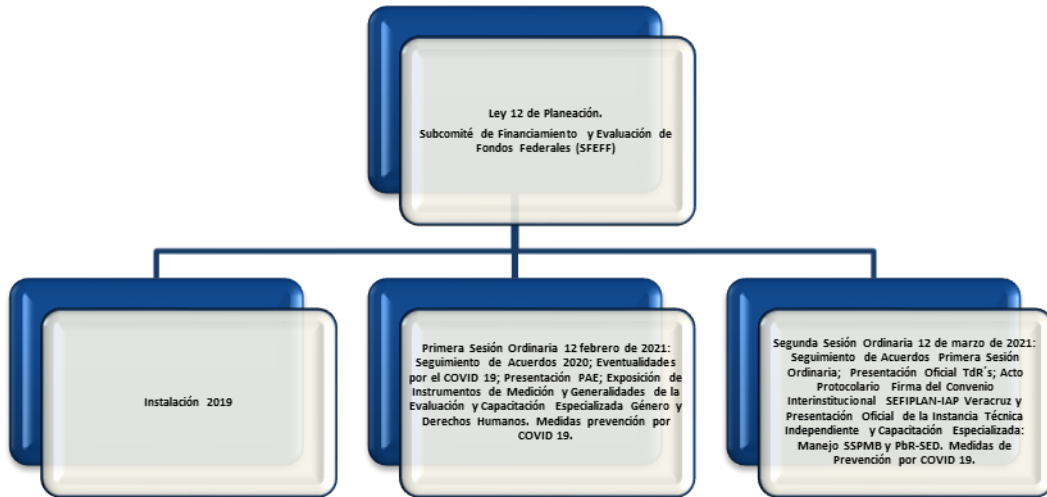 Ley 12 de Planeación.
Subcomité de Financiamiento y Evaluación de
Fondos Federales (SFEFF)
Instalación 2019
Primera Sesión Ordinaria 12 febrero de 2021:
Seguimiento de Acuerdos 2020; Eventualidades
por el COVID 19; Presentación PAE; Exposición de
Instrumentos de Medición y Generalidades de la
Evaluación y Capacitación Especializada Género y
Derechos Humanos. Medidas prevención por
COVID 19.
Segunda Sesión Ordinaria 12 de marzo de 2021:
Seguimiento de Acuerdos Primera Sesión
Ordinaria; Presentación Oficial TdR´s; Acto
Protocolario Firma del Convenio
Interinstitucional SEFIPLAN-IAP Veracruz y
Presentación Oficial de la Instancia Técnica
Independiente y Capacitación Especializada:
Manejo SSPMB y PbR-SED. Medidas de
Prevención por COVID 19.